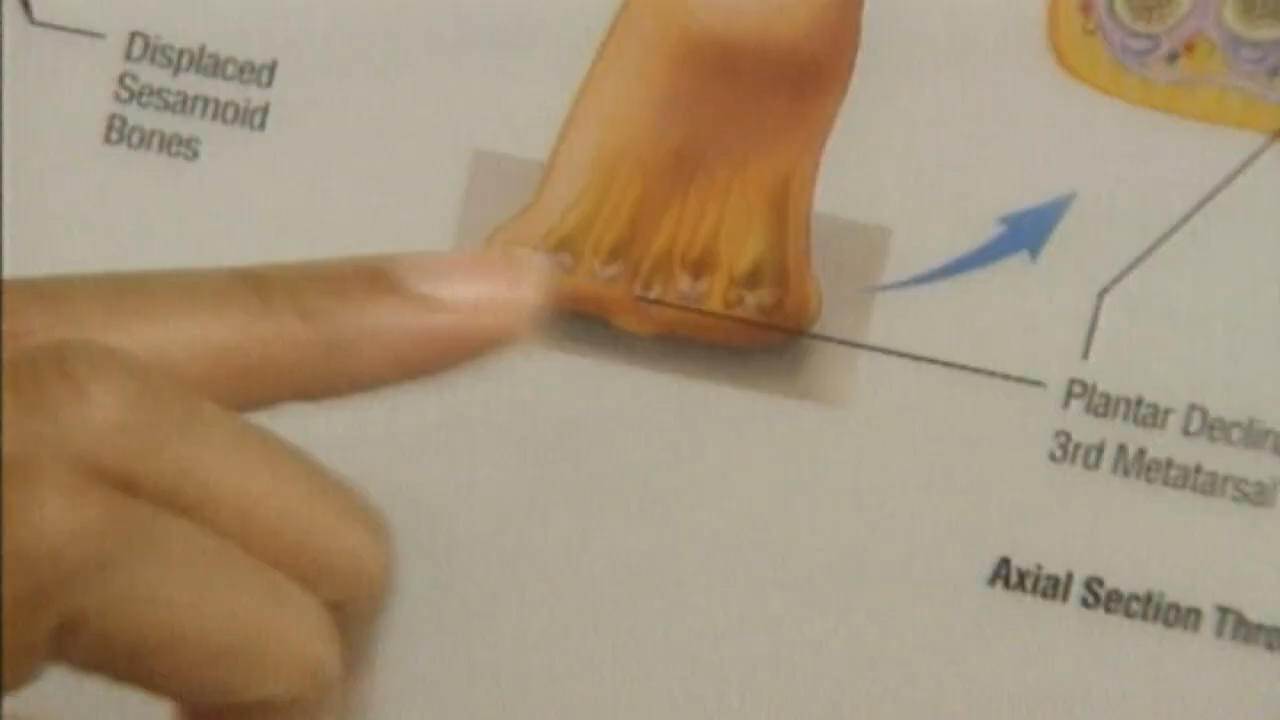 Displaced
Sesamoid
Bones
Plantar
3rd Metatarsal
Axial Section